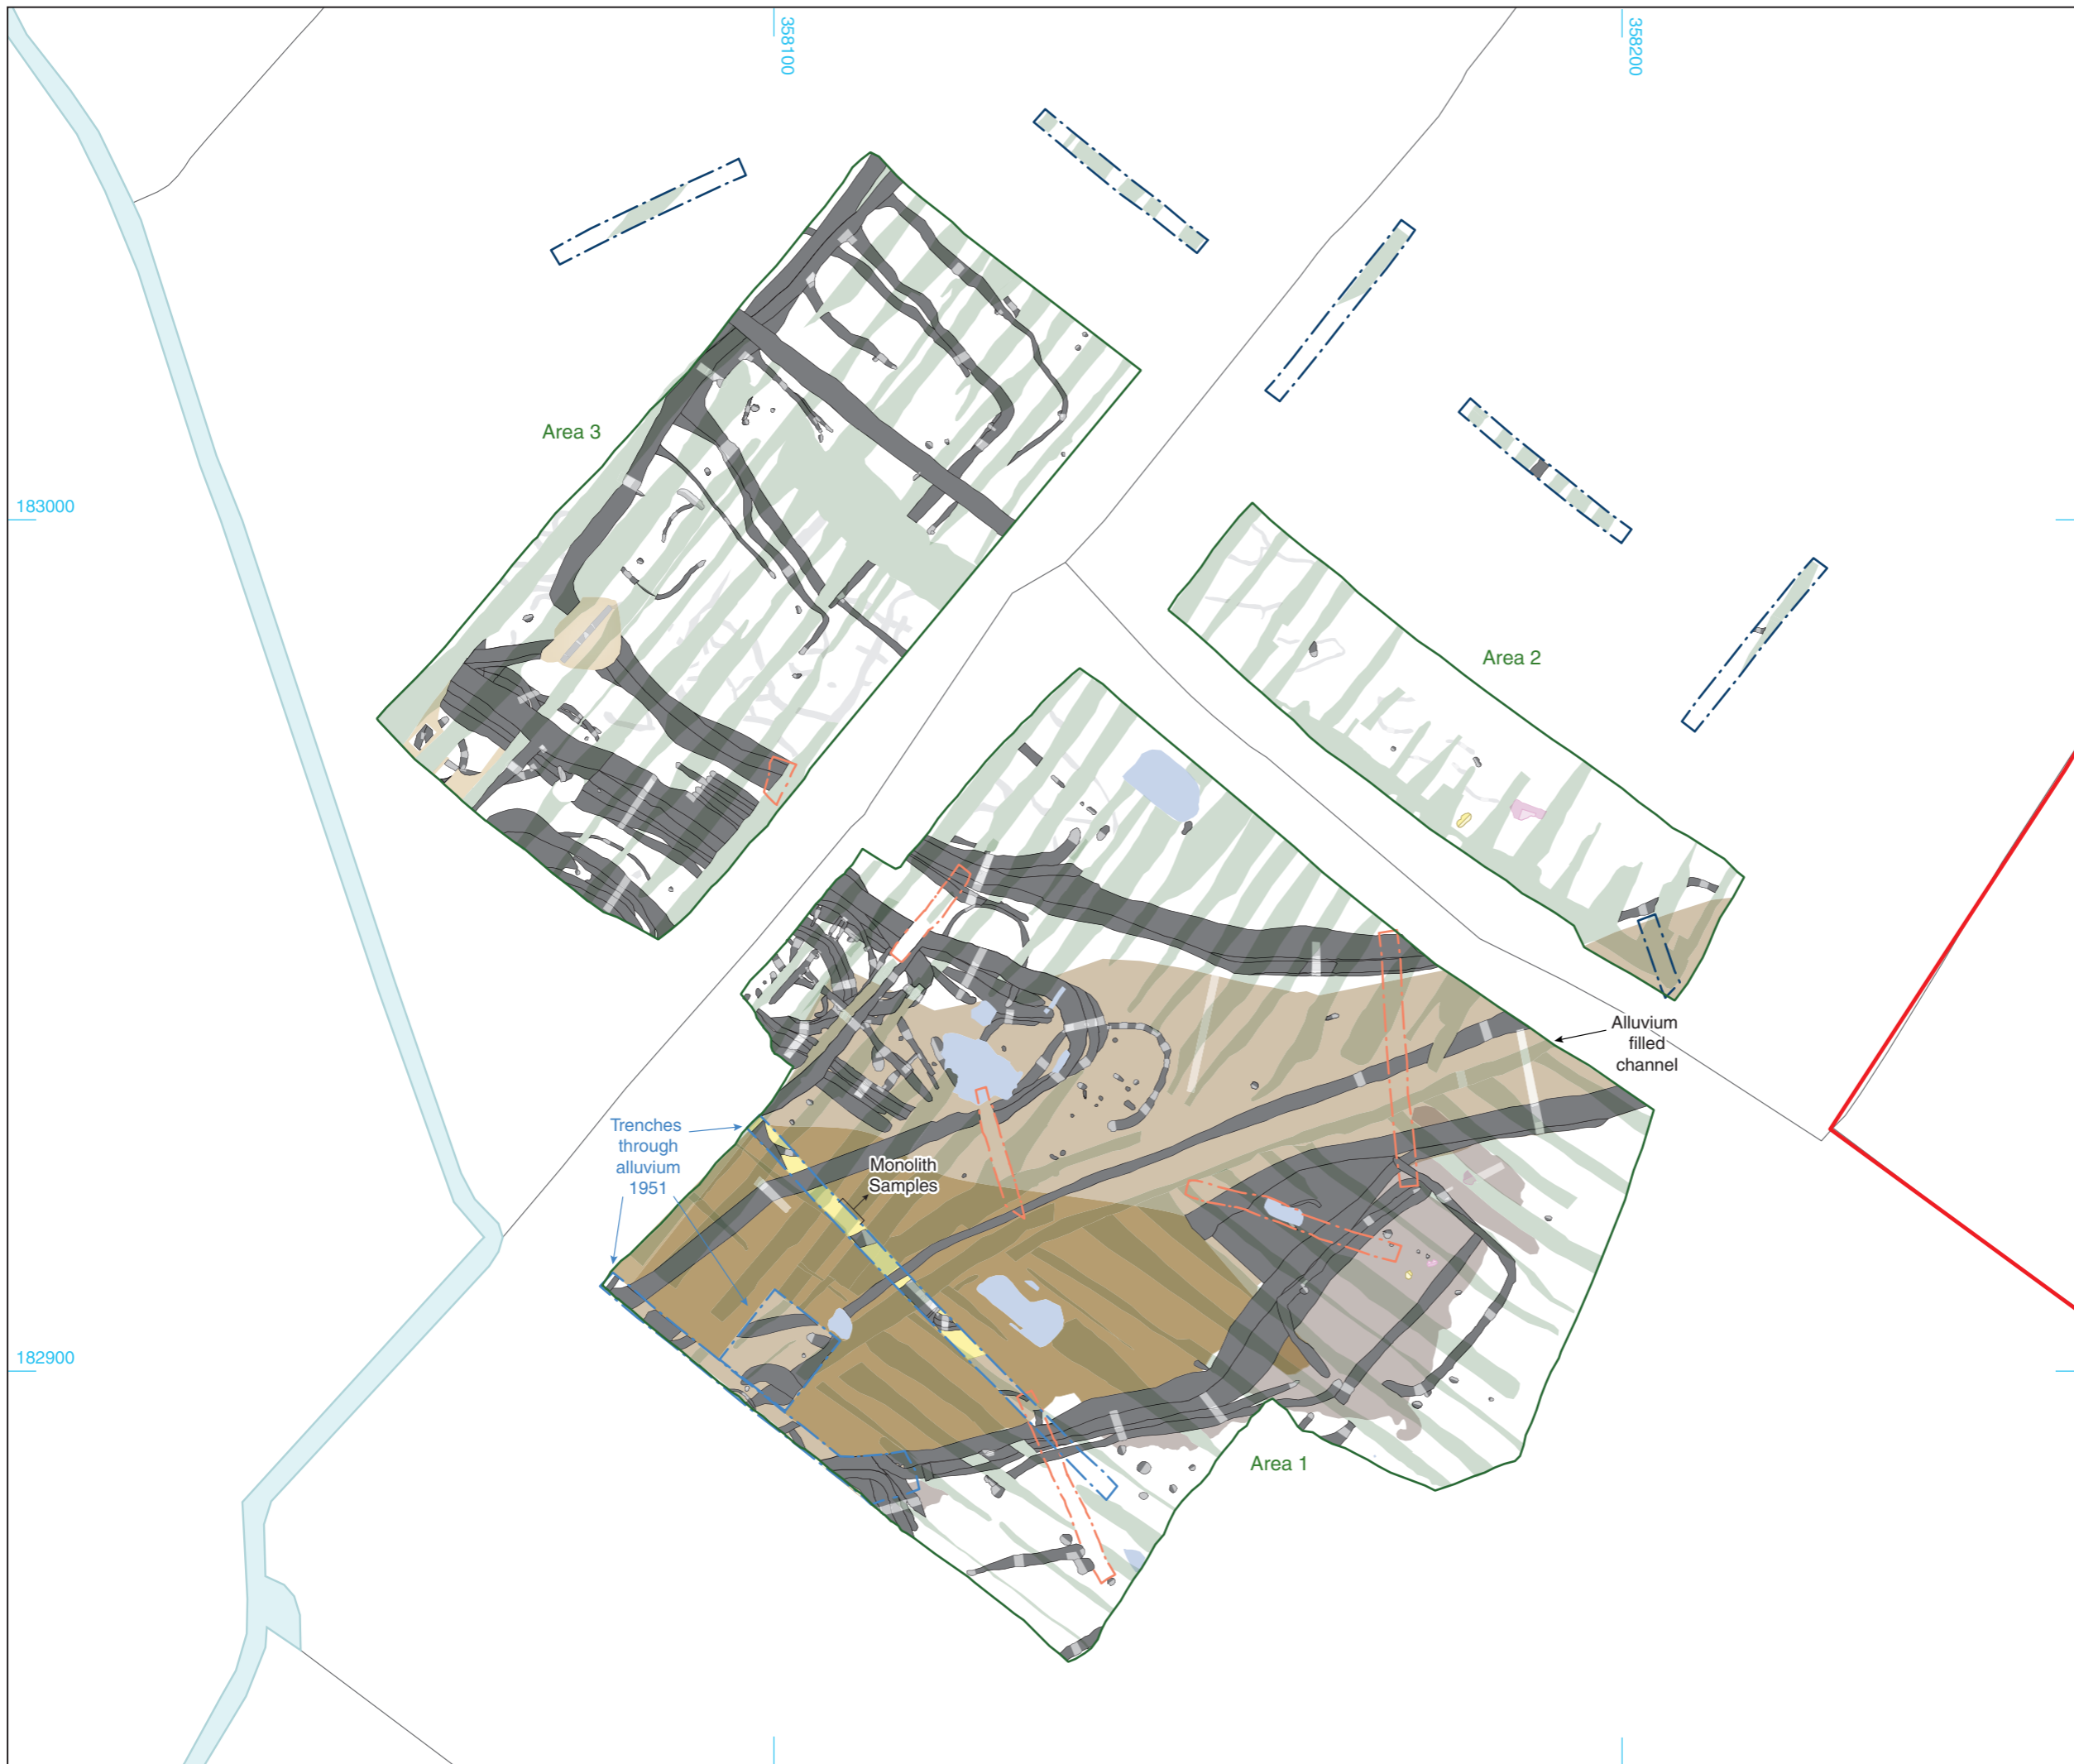 358100
358200
Area 3
183000
Area 2
Alluvium
filled
channel
Trenches
through
alluvium
1951
Monolith
Samples
182900
Area 1